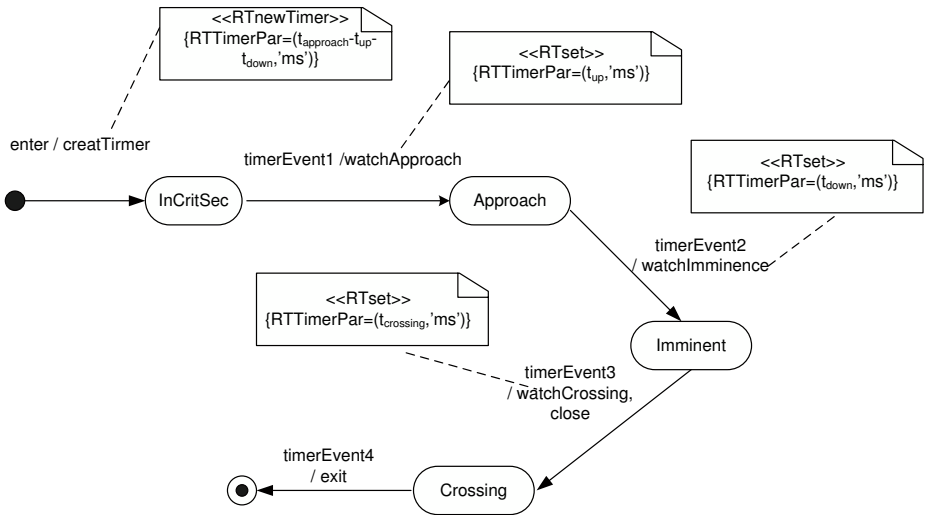 <<RTnewTimer>>
{RTTimerPar=(tapproach-tup-
tdown,'ms')}
<<RTset>>
{RTTimerPar=(tup,'ms')}
enter / creatTirmer
timerEvent1 /watchApproach
<<RTset>>
{RTTimerPar=(tdown,'ms')}
InCritSec
Approach
timerEvent2
/ watchImminence
<<RTset>>
{RTTimerPar=(tcrossing,'ms')}
Imminent
timerEvent3
/ watchCrossing,
close
timerEvent4
/ exit
Crossing